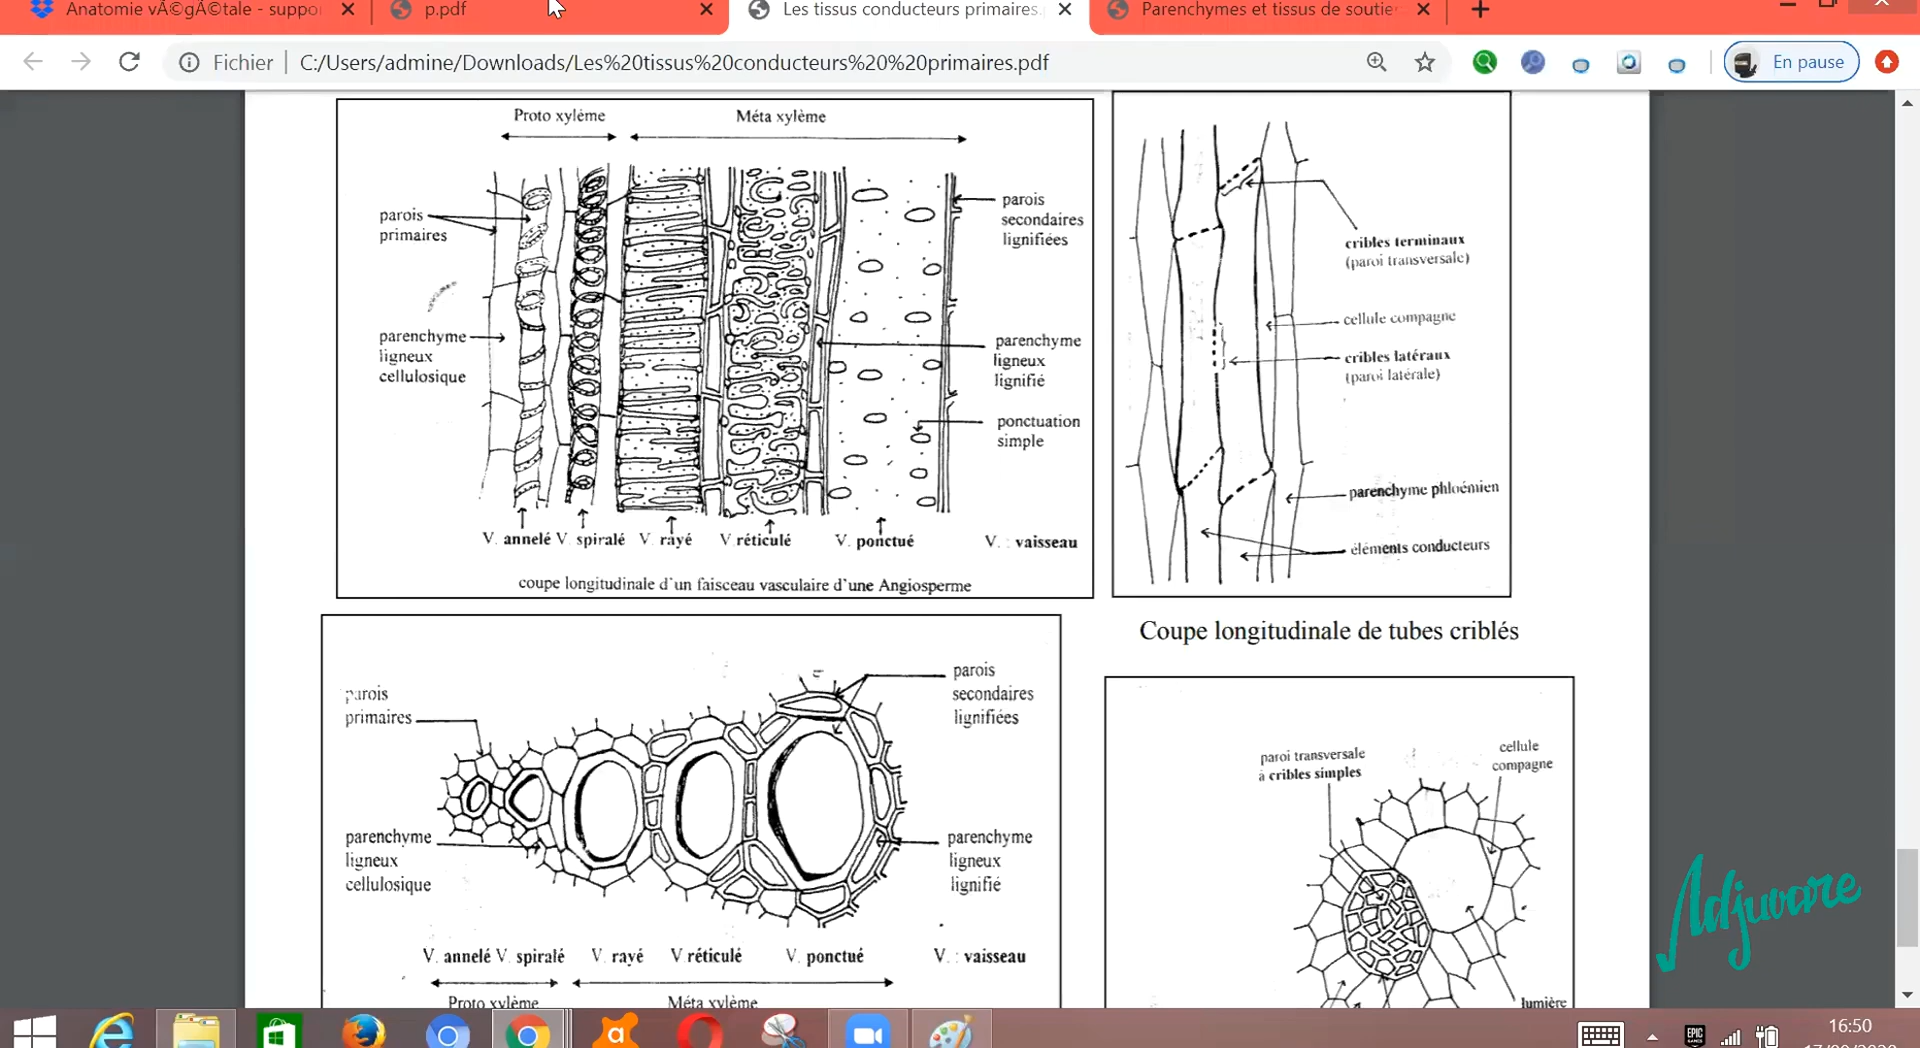 Anatomie vÃ©gÃ©tale - suppo
p.pdf
Les tissus conducteurs primaires.
Parenchymes et tissus de soutie
Fichier
C:/Users/admine/Downloads/Les%20tissus%20conducteurs%20%20primaires.pdf
En pause
Proto xylème
Méta xylème
parois
primaires
parenchyme
ligneux
cellulosique
parois
secondaires
lignifiées
parenchyme
ligneux
lignifié
ponctuation
simple
V. annelé V. spiralé V. rayé V réticulé V. ponctué V. : vaisseau
coupe longitudinale d'un faisceau vasculaire d'une Angiosperme
cribles terminaux
(paroi transversale)
cellule compagne
cribles latéraux
(paroi latérale)
parenchyme phloémien
éléments conducteurs
Coupe longitudinale de tubes criblés
parois
primaires
parenchyme
ligneux
cellulosique
parois
secondaires
lignifiées
parenchyme
ligneux
lignifié
V. annelé V. spiralé V. rayé V réticulé V. ponctué V. : vaisseau
Proto xylème
Méta xylème
paroi transversale
à cribles simples
cellule
compagne
lumière
Adjuvare
16:50